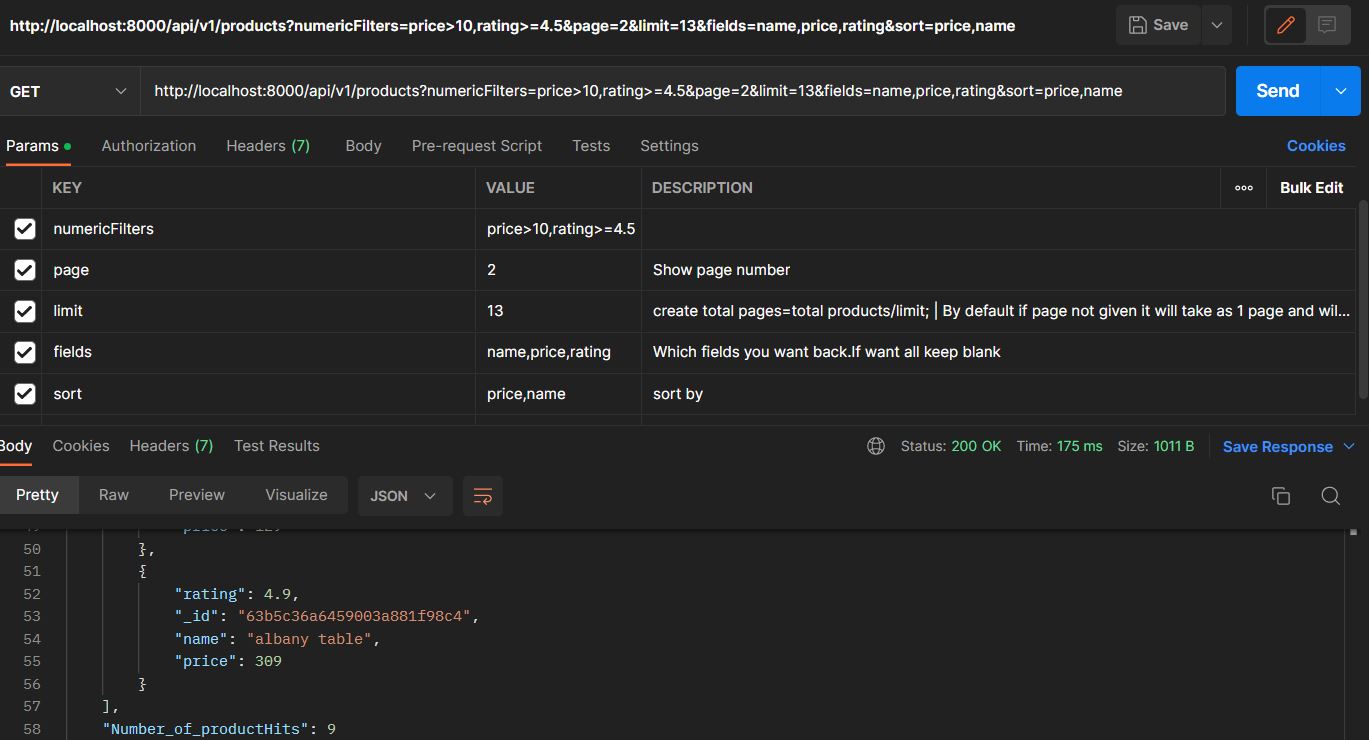 http://localhost:8000/api/v1/products?numericFilters=price>10,rating>=4.5&page=2&limit=13&fields=name,price,rating&sort=price,name Save
GET http://localhost:8000/api/v1/products?numericFilters=price>10,rating>=4.5&page=2&limit=13&fields=name,price,rating&sort=price,name Send
Params Authorization Headers (7) Body Pre-request Script Tests Settings Cookies
KEY VALUE DESCRIPTION ooo Bulk Edit
numericFilters price>10,rating>=4.5
page 2 Show page number
limit 13 create total pages=total products/limit; | By default if page not given it will take as 1 page and wil...
fields name,price,rating Which fields you want back.If want all keep blank
sort price,name sort by
Body Cookies Headers (7) Test Results Status: 200 OK Time: 175 ms Size: 1011 B Save Response
Pretty Raw Preview Visualize JSON
50 },
51 {
52 "rating": 4.9,
53 "_id": "63b5c36a6459003a881f98c4",
54 "name": "albany table",
55 "price": 309
56 }
57 ],
58 "Number_of_productHits": 9